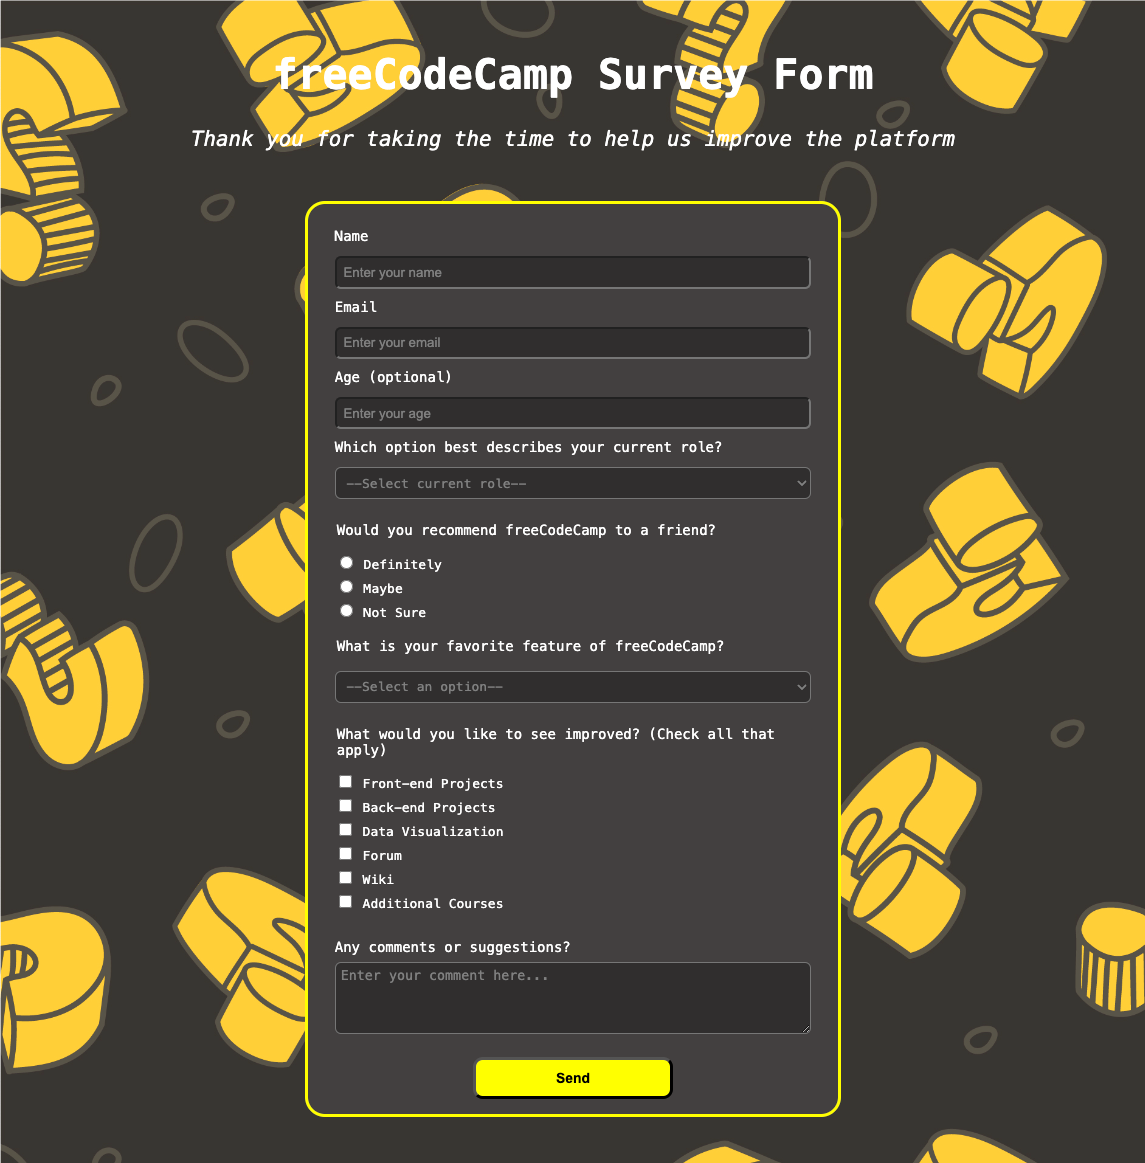 freeCodeCamp Survey Form
Thank you for taking the time to help us improve the platform
Name
Enter your name
Email
Enter your email
Age (optional)
Enter your age
Which option best describes your current role?
--Select current role--
Would you recommend freeCodeCamp to a friend?
Definitely
Maybe
Not Sure
What is your favorite feature of freeCodeCamp?
--Select an option--
What would you like to see improved? (Check all that
apply)
Front-end Projects
Back-end Projects
Data Visualization
Forum
Wiki
Additional Courses
Any comments or suggestions?
Enter your comment here...
Send